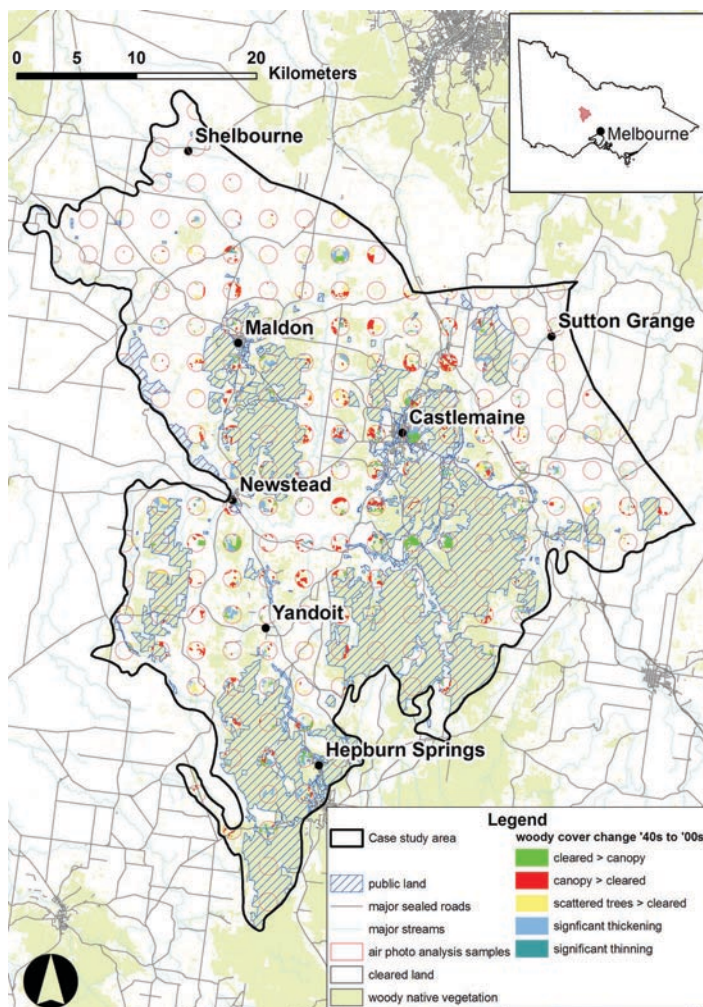 0 5 10 20
Kilometers
Melbourne
Shelbourne
Maldon
Sutton Grange
Castlemaine
Newstead
Yandoit
Hepburn Springs
Legend
Case study area
public land
major sealed roads
major streams
air photo analysis samples
cleared land
woody native vegetation
woody cover change '40s to '00s
cleared > canopy
canopy > cleared
scattered trees > cleared
signficant thickening
significant thinning